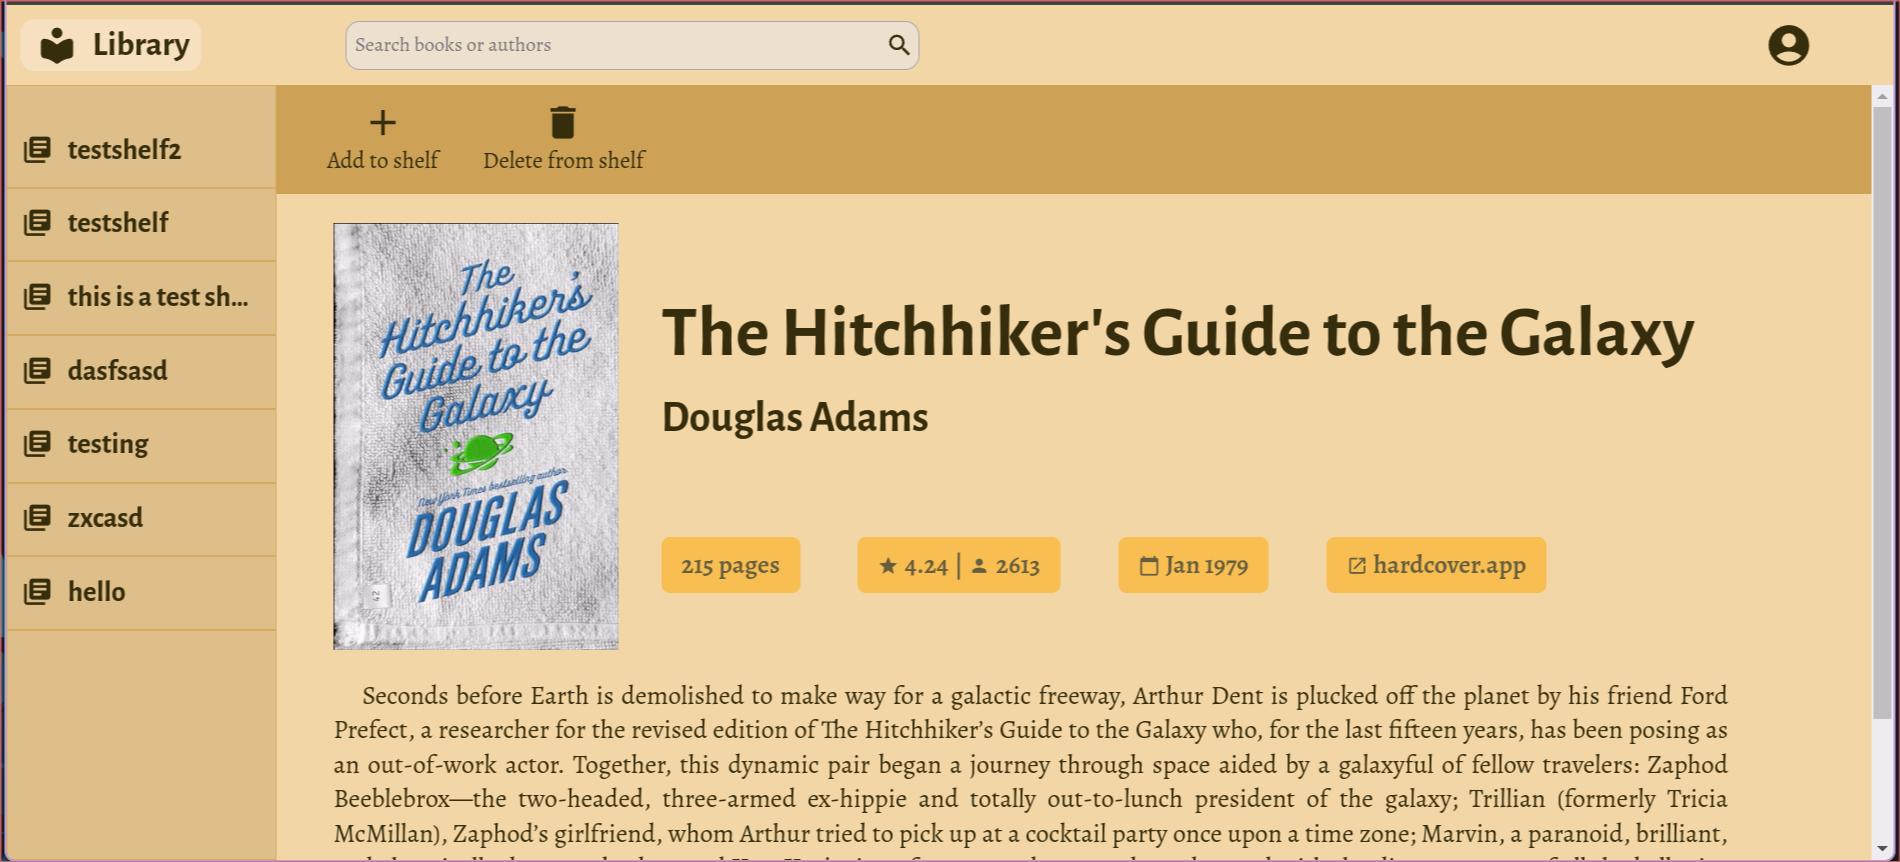 Library
Search books or authors
testshelf2
testshelf
this is a test sh...
dasfsasd
testing
zxcasd
hello
Add to shelf
Delete from shelf
The
Hitchhiker's
Guide to the
Galaxy
New York Times bestselling author
DOUGLAS
ADAMS
42
The Hitchhiker's Guide to the Galaxy
Douglas Adams
215 pages
4.24 | 2613
Jan 1979
hardcover.app
Seconds before Earth is demolished to make way for a galactic freeway, Arthur Dent is plucked off the planet by his friend Ford
Prefect, a researcher for the revised edition of The Hitchhiker’s Guide to the Galaxy who, for the last fifteen years, has been posing as
an out-of-work actor. Together, this dynamic pair began a journey through space aided by a galaxyful of fellow travelers: Zaphod
Beeblebrox—the two-headed, three-armed ex-hippie and totally out-to-lunch president of the galaxy; Trillian (formerly Tricia
McMillan), Zaphod’s girlfriend, whom Arthur tried to pick up at a cocktail party once upon a time zone; Marvin, a paranoid, brilliant,